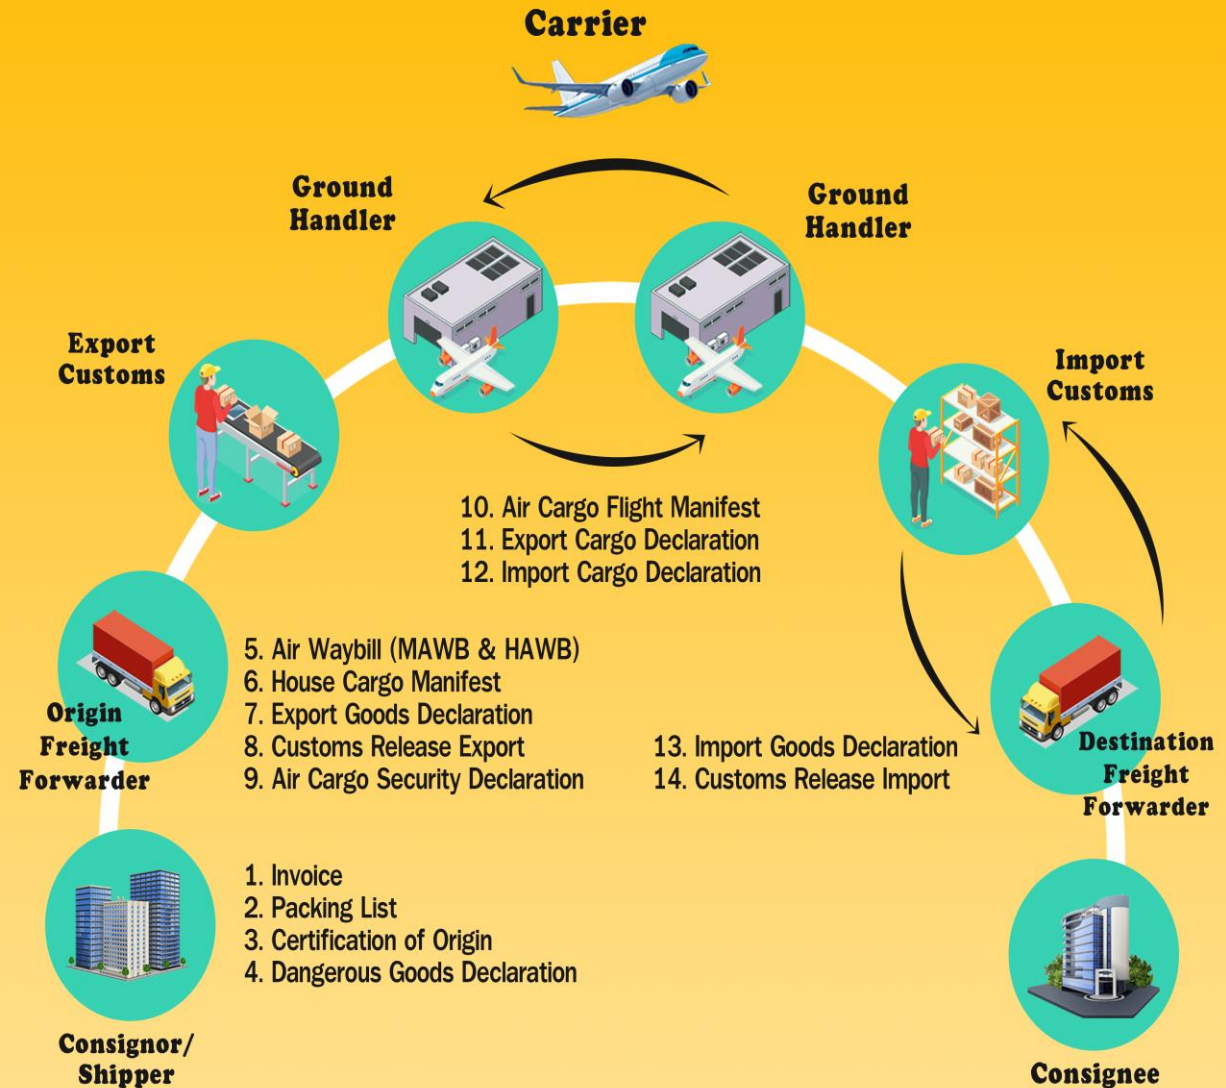 Carrier
Ground
Handler
Ground
Handler
Export
Customs
Import
Customs
10. Air Cargo Flight Manifest
11. Export Cargo Declaration
12. Import Cargo Declaration
Origin
Freight
Forwarder
5. Air Waybill (MAWB & HAWB)
6. House Cargo Manifest
7. Export Goods Declaration
8. Customs Release Export
9. Air Cargo Security Declaration
13. Import Goods Declaration
14. Customs Release Import
Destination
Freight
Forwarder
1. Invoice
2. Packing List
3. Certification of Origin
4. Dangerous Goods Declaration
Consignor/
Shipper
Consignee